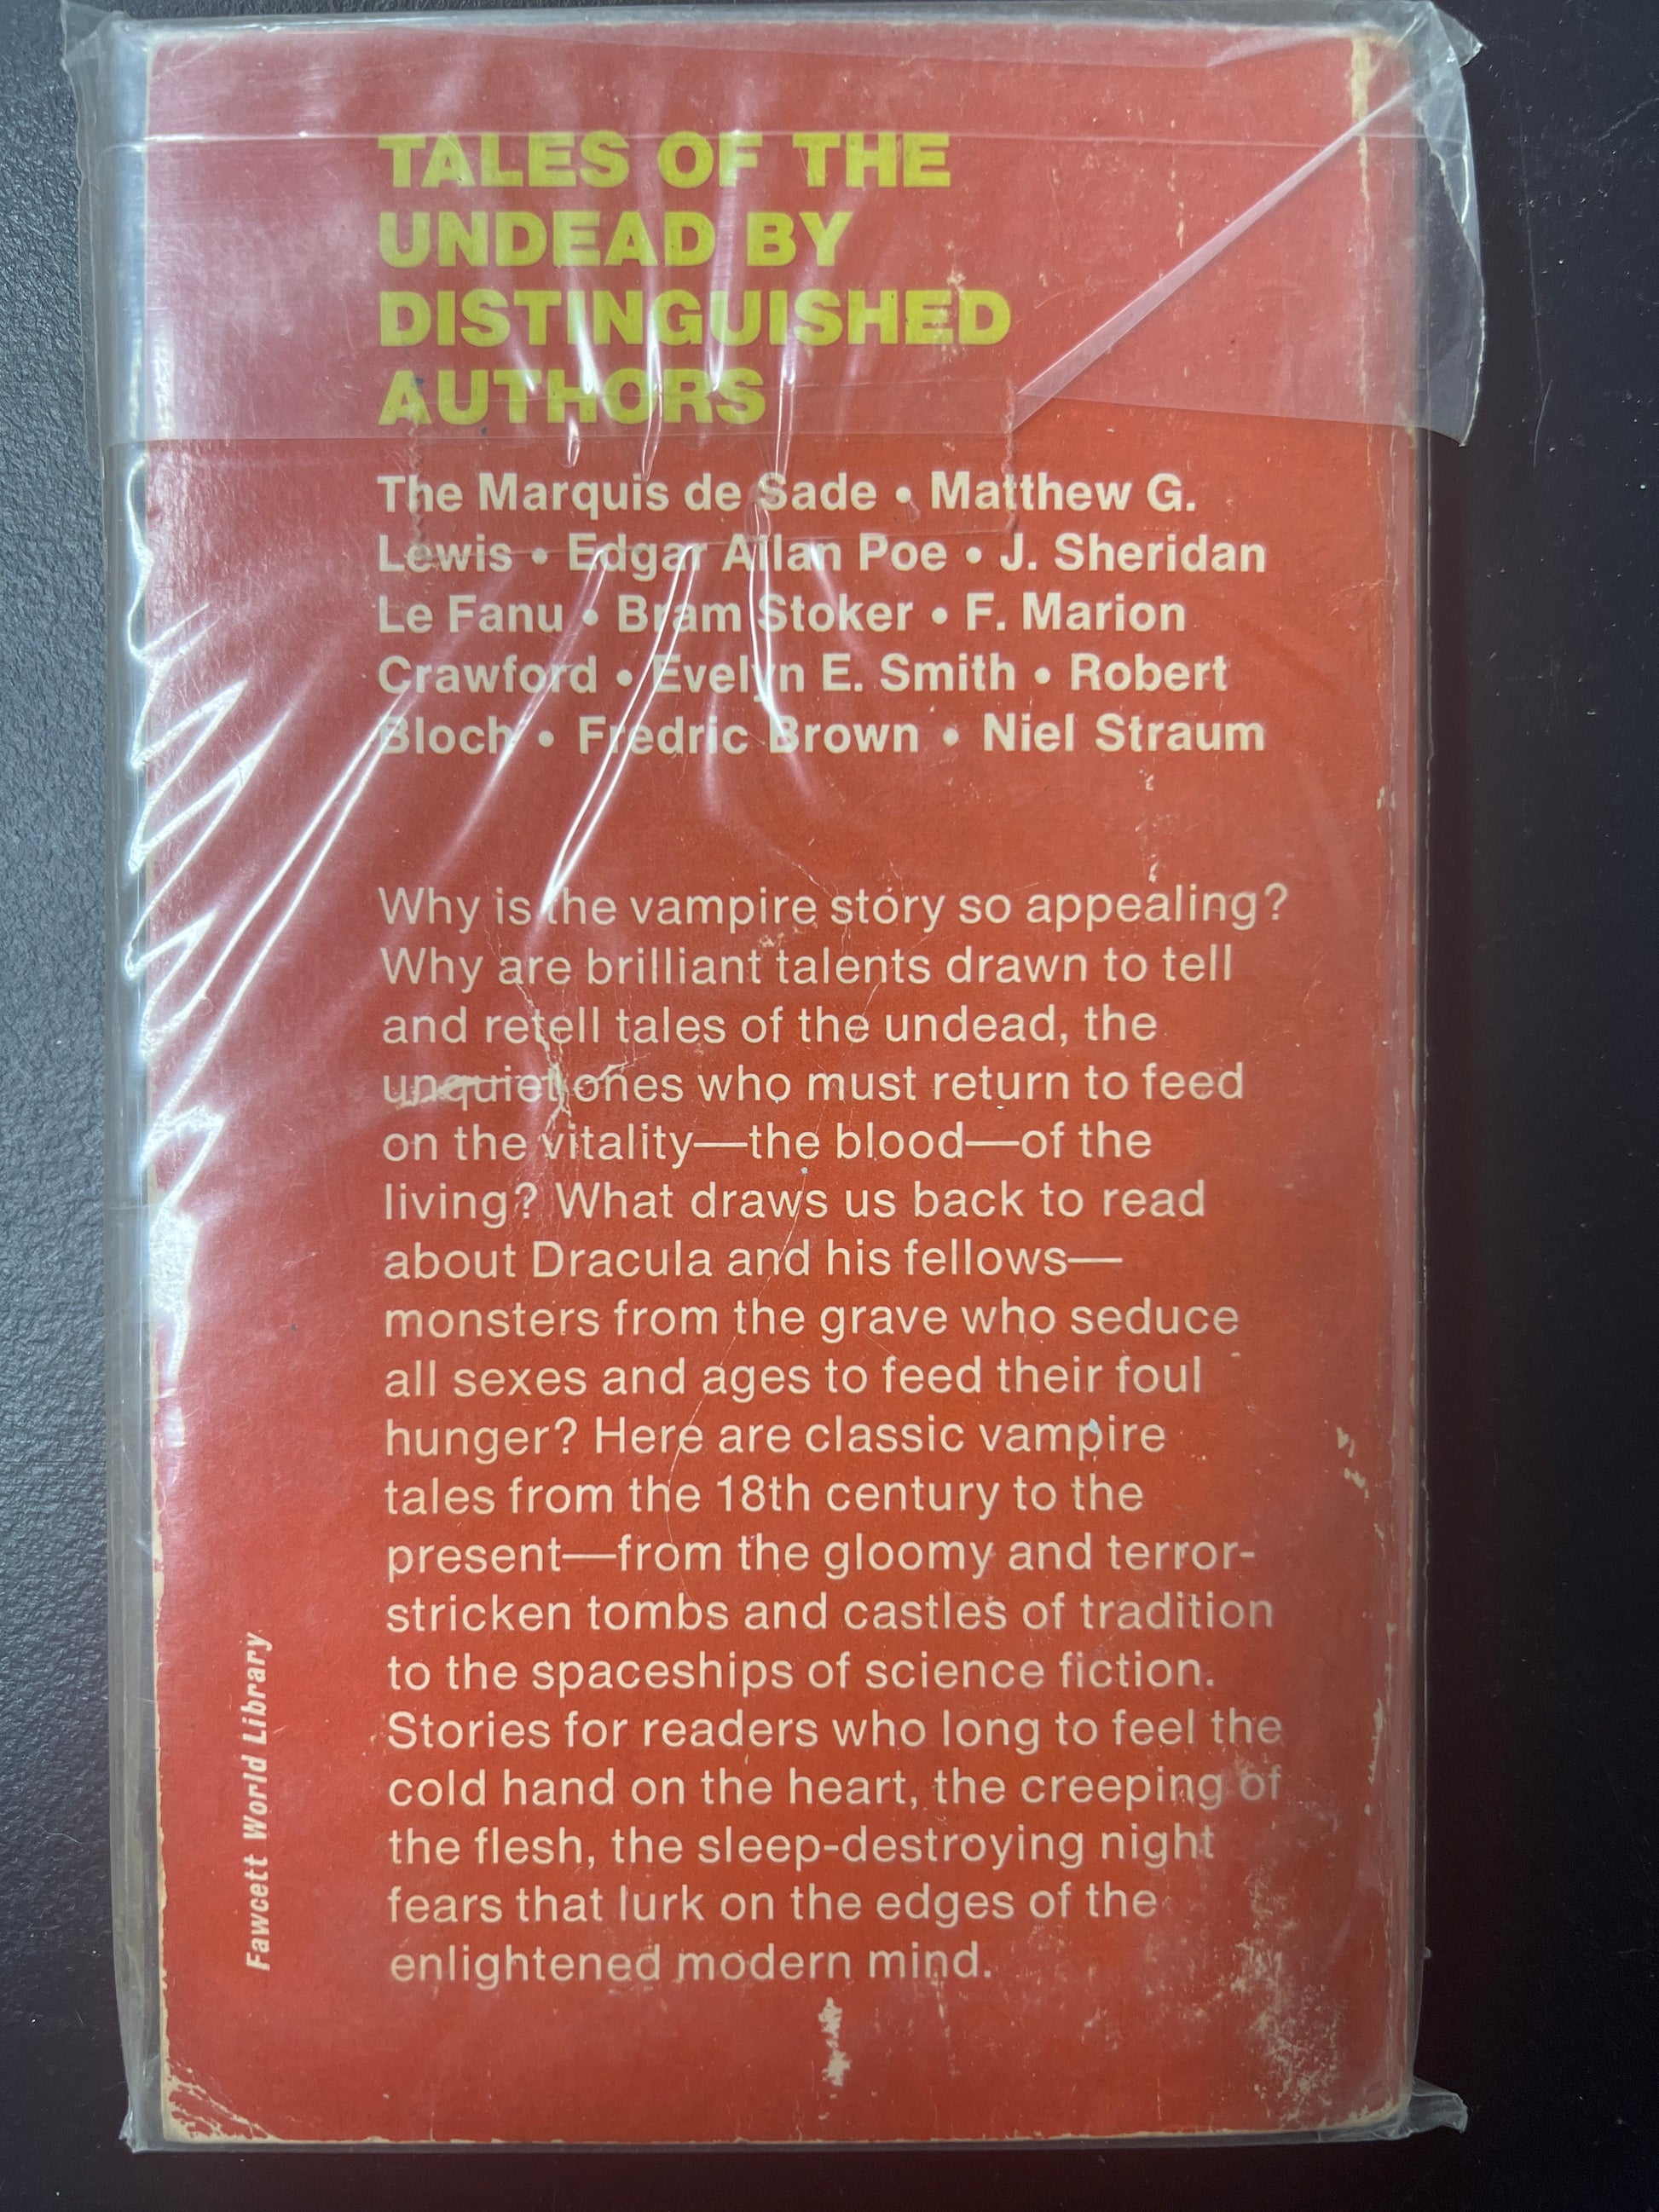 TALES OF THE
UNDEAD BY
DISTINGUISHED
AUTHORS
The Marquis de Sade • Matthew G.
Lewis • Edgar Allan Poe • J. Sheridan
Le Fanu • Bram Stoker • F. Marion
Crawford • Evelyn E. Smith • Robert
Bloch • Fredric Brown • Niel Straum
Why is the vampire story so appealing?
Why are brilliant talents drawn to tell
and retell tales of the undead, the
unquiet ones who must return to feed
on the vitality—the blood—of the
living? What draws us back to read
about Dracula and his fellows—
monsters from the grave who seduce
all sexes and ages to feed their foul
hunger? Here are classic vampire
tales from the 18th century to the
present—from the gloomy and terror-
stricken tombs and castles of tradition
to the spaceships of science fiction.
Stories for readers who long to feel the
cold hand on the heart, the creeping of
the flesh, the sleep-destroying night
fears that lurk on the edges of the
enlightened modern mind.
Fawcett World Library